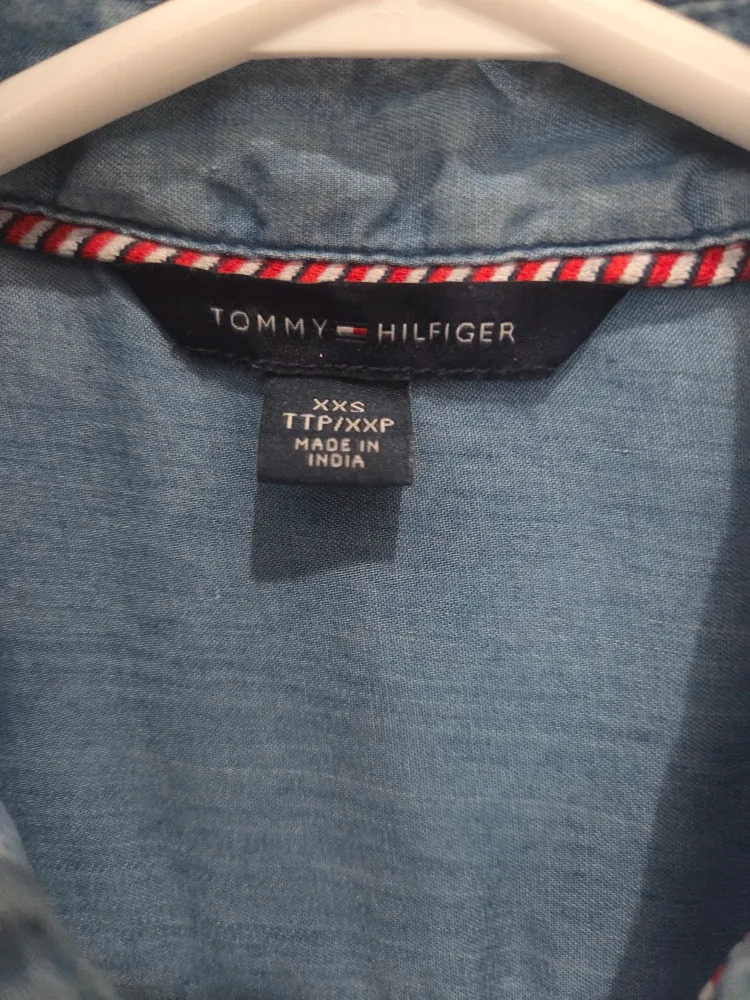 TOMMY HILFIGER
XXS
TTP/XXP
MADE IN
INDIA